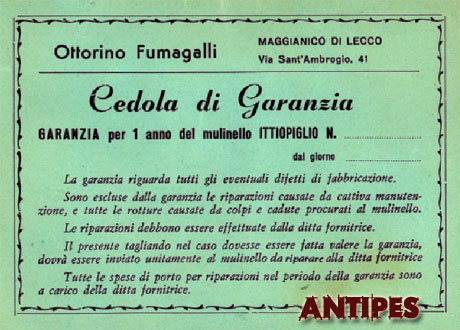 Ottorino Fumagalli
MAGGIANICO DI LECCO
Via Sant'Ambrogio, 41
Cedola di Garanzia
GARANZIA per 1 anno del mulinello ITTIOPIGLIO N. ....................
dal giorno ....................
La garanzia riguarda tutti gli eventuali difetti di fabbricazione.
Sono escluse dalla garanzia le riparazioni causate da cattiva manuten-
zione, e tutte le rotture causate da colpi e cadute procurati al mulinello.
Le riparazioni debbono essere effettuate dalla ditta fornitrice.
Il presente tagliando nel caso dovesse essere fatta valere la garanzia,
dovrà essere inviato unitamente al mulinello da riparare alla ditta fornitrice
Tutte le spese di porto per riparazioni nel periodo della garanzia sono
a carico della ditta fornitrice.
ANTIPES